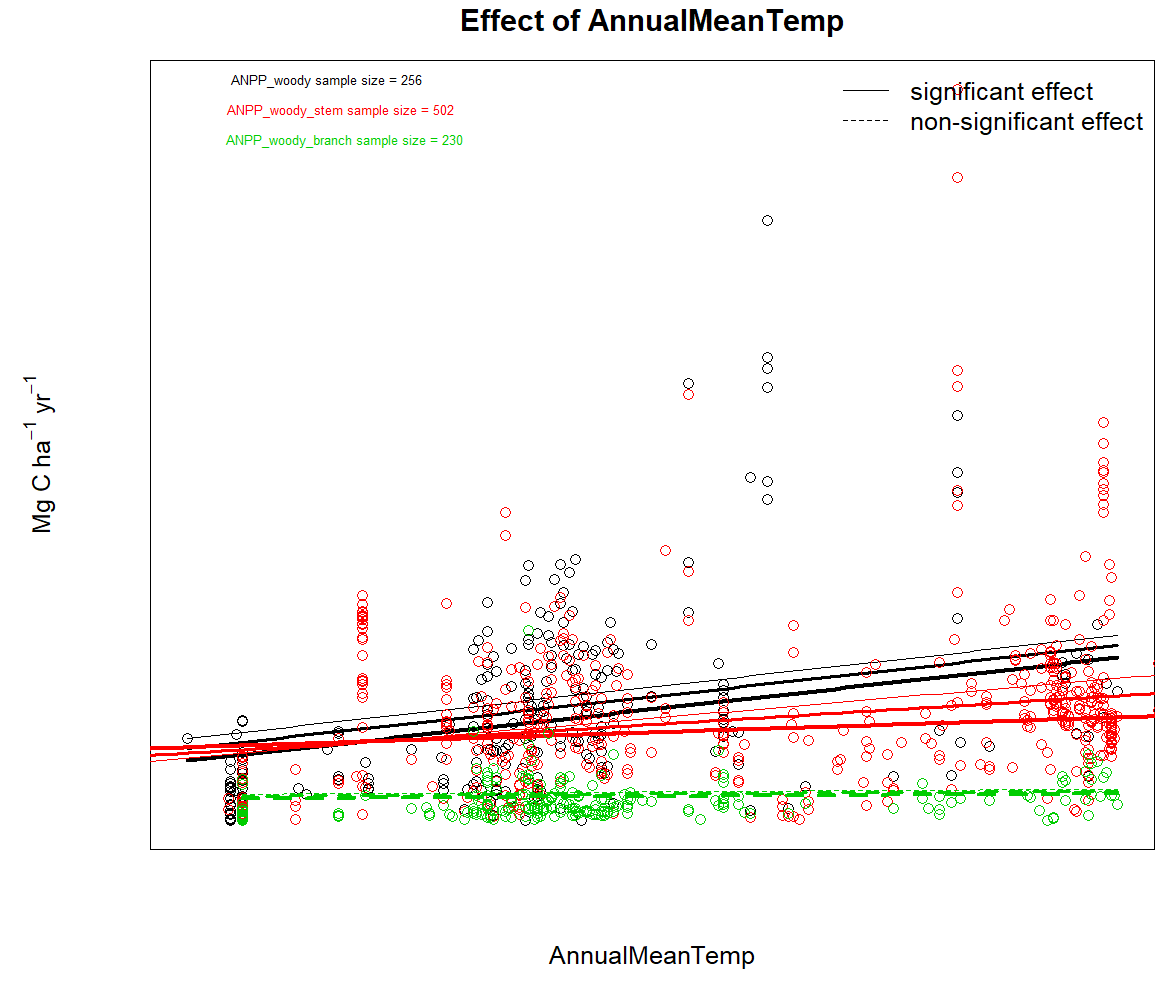 Effect of AnnualMeanTemp
ANPP_woody sample size = 256
ANPP_woody_stem sample size = 502
ANPP_woody_branch sample size = 230
significant effect
non-significant effect
Mg C ha⁻¹ yr⁻¹
AnnualMeanTemp